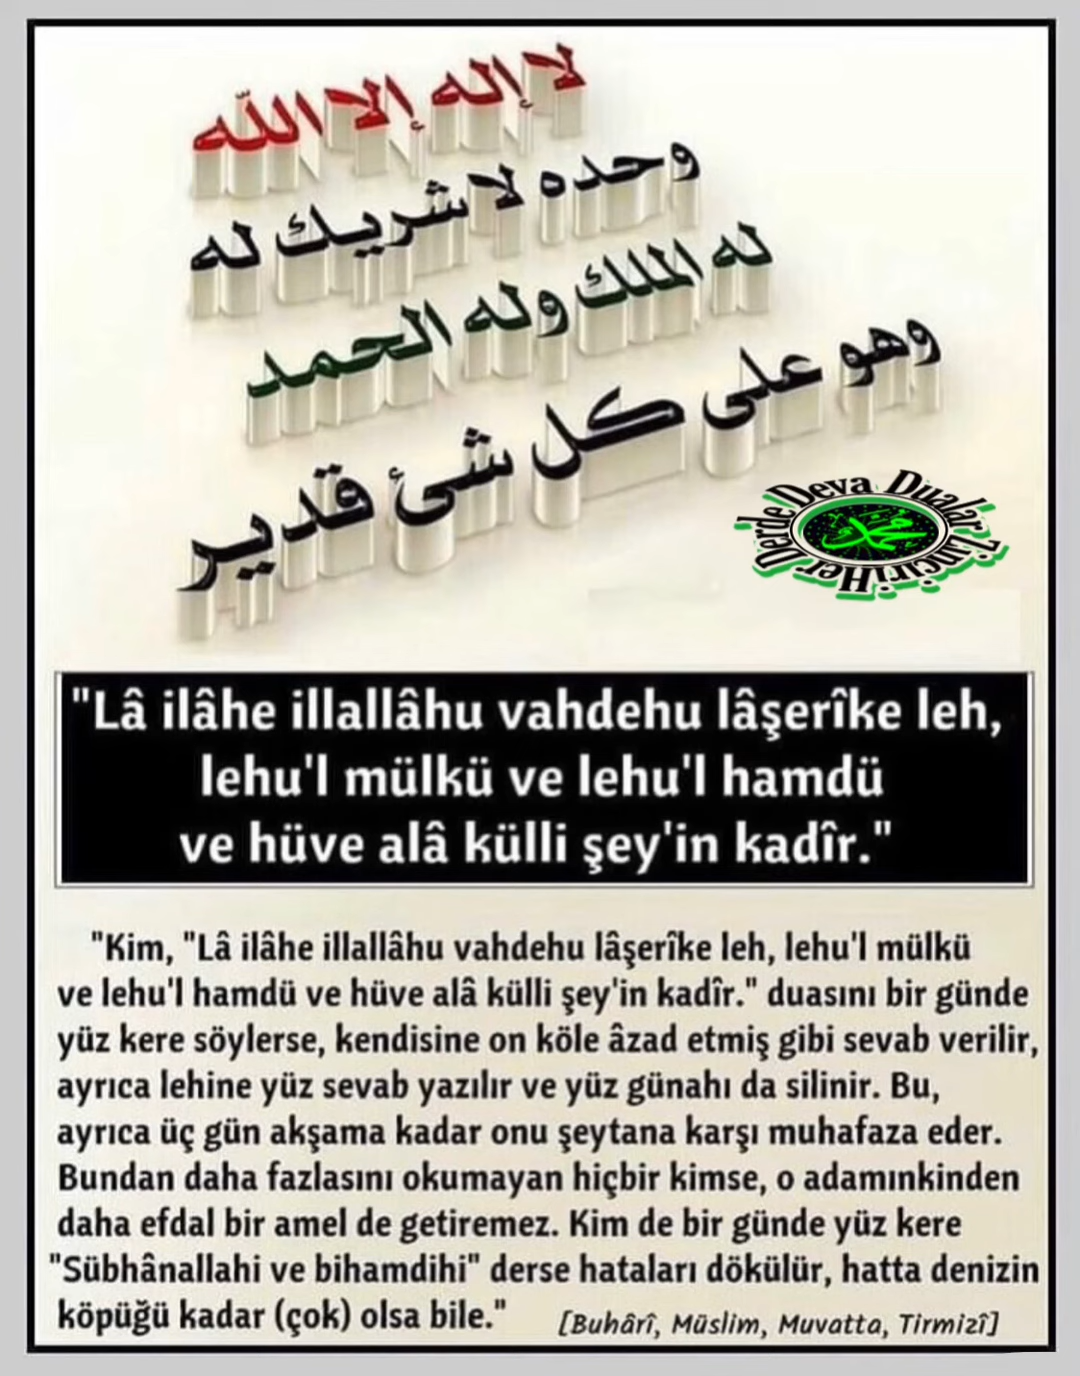 لا إله إلا الله
وحده لا شريك له
له الملك وله الحمد
وهو على كل شئ قدير
Her Derde Deva Dualar Zinciri
محمد
"Lâ ilâhe illallâhu vahdehu lâşerîke leh,
lehu'l mülkü ve lehu'l hamdü
ve hüve alâ külli şey'in kadîr."
"Kim, "Lâ ilâhe illallâhu vahdehu lâşerîke leh, lehu'l mülkü
ve lehu'l hamdü ve hüve alâ külli şey'in kadîr." duasını bir günde
yüz kere söylerse, kendisine on köle âzad etmiş gibi sevab verilir,
ayrıca lehine yüz sevab yazılır ve yüz günahı da silinir. Bu,
ayrıca üç gün akşama kadar onu şeytana karşı muhafaza eder.
Bundan daha fazlasını okumayan hiçbir kimse, o adamınkinden
daha efdal bir amel de getiremez. Kim de bir günde yüz kere
"Sübhânallahi ve bihamdihi" derse hataları dökülür, hatta denizin
köpüğü kadar (çok) olsa bile."
[Buhârî, Müslim, Muvatta, Tirmizî]